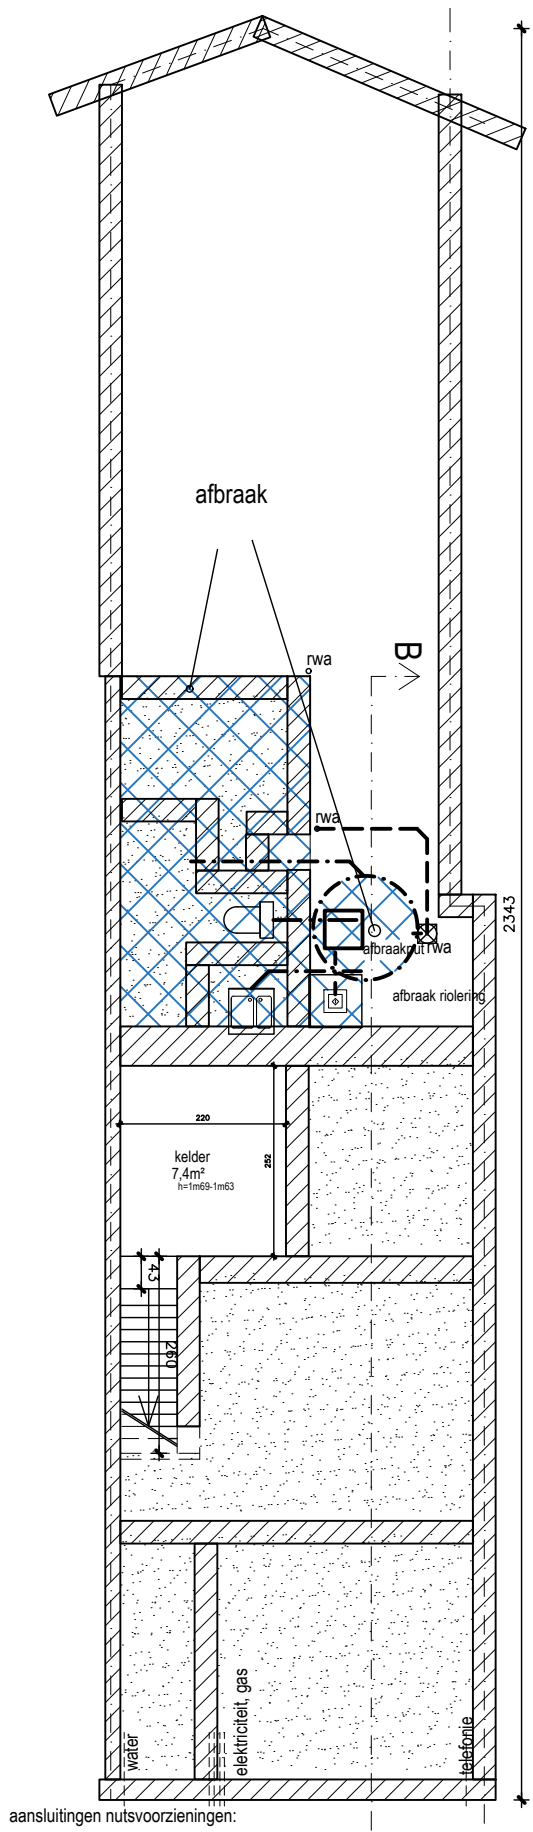 afbraak
rwa
B
rwa
2343
afbraakput
rwa
afbraak riolering
220
kelder
7,4m²
h=1m69-1m63
252
43
260
water
elektriciteit, gas
telefonie
aansluitingen nutsvoorzieningen: